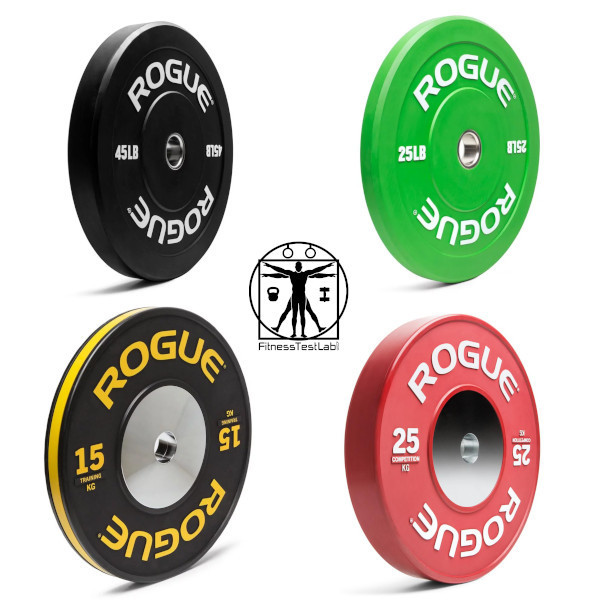 ROGUE
45LB 45LB
ROGUE
ROGUE
25LB 25LB
ROGUE
FitnessTestLab
ROGUE
15 15
TRAINING TRAINING
KG KG
ROGUE
ROGUE
25 25
COMPETITION COMPETITION
KG KG
ROGUE